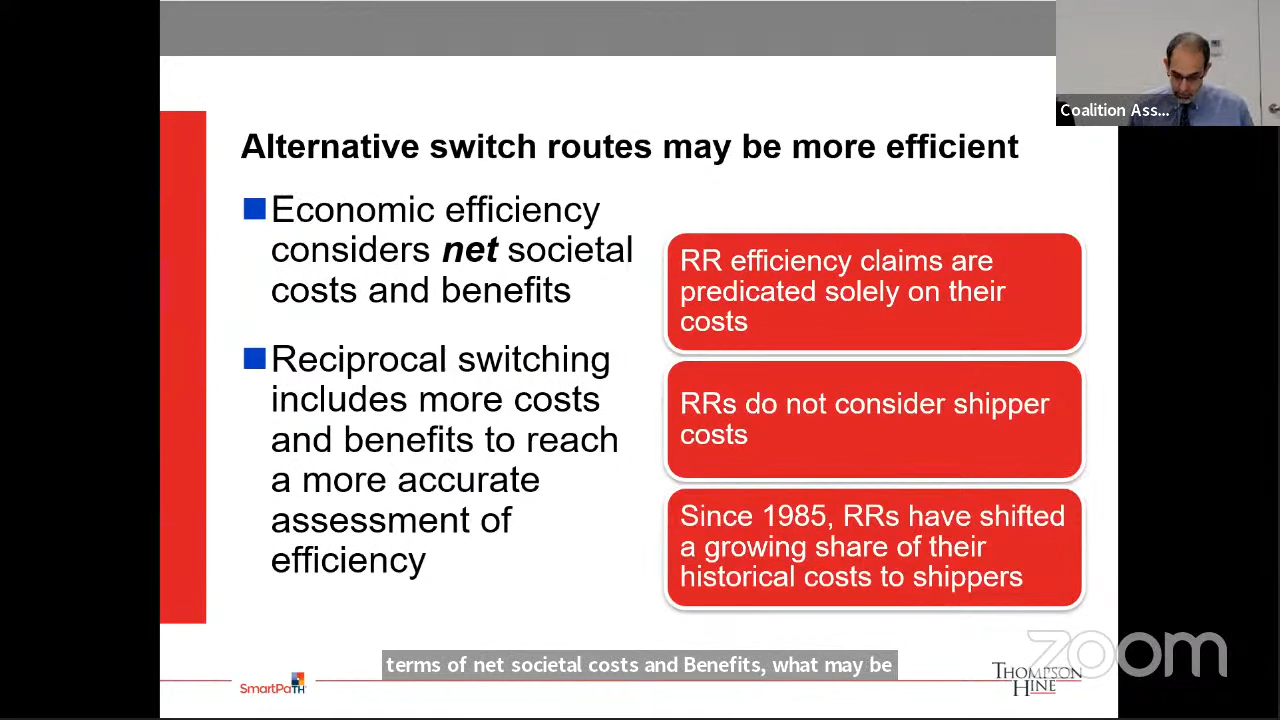 Coalition Ass...
Alternative switch routes may be more efficient
Economic efficiency
considers net societal
costs and benefits
Reciprocal switching
includes more costs
and benefits to reach
a more accurate
assessment of
efficiency
RR efficiency claims are
predicated solely on their
costs
RRs do not consider shipper
costs
Since 1985, RRs have shifted
a growing share of their
historical costs to shippers
terms of net societal costs and Benefits, what may be
SmartPaTH
THOMPSON
HINE
zoom